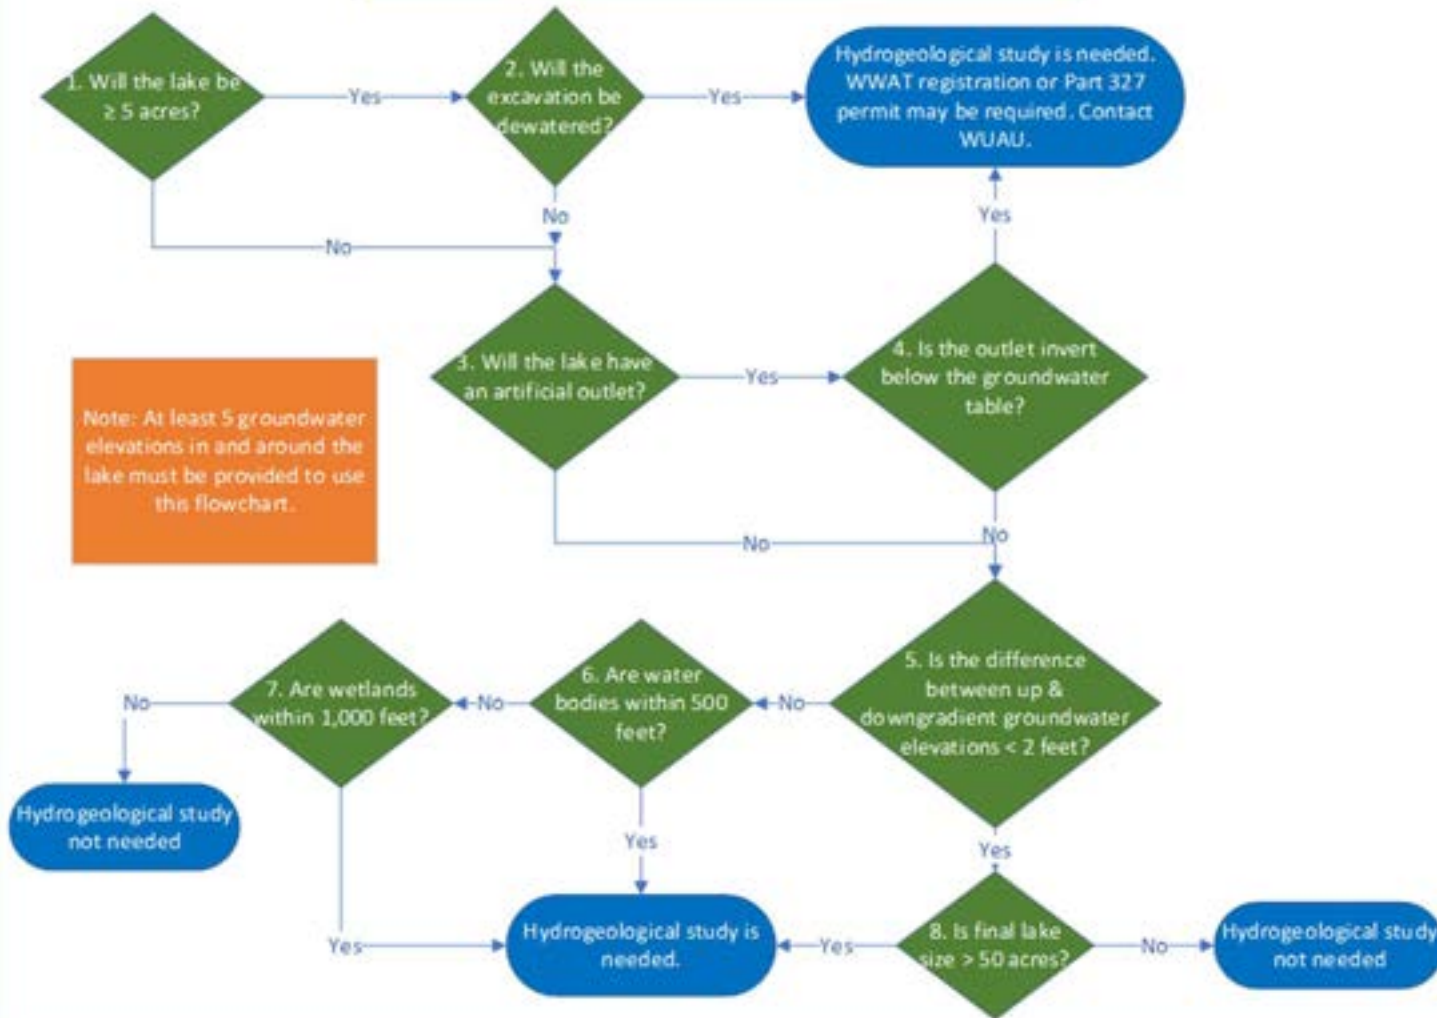 1. Will the lake be
≥ 5 acres?
Yes
2. Will the
excavation be
dewatered?
Yes
Hydrogeological study is needed.
WWAT registration or Part 327
permit may be required. Contact
WUAU.
No
No
Yes
3. Will the lake have
an artificial outlet?
Yes
4. Is the outlet invert
below the groundwater
table?
Note: At least 5 groundwater
elevations in and around the
lake must be provided to use
this flowchart.
No
No
5. Is the difference
between up &
downgradient groundwater
elevations < 2 feet?
No
6. Are water
bodies within 500
feet?
No
7. Are wetlands
within 1,000 feet?
No
Hydrogeological study
not needed
Yes
Yes
Yes
Hydrogeological study is
needed.
Yes
8. Is final lake
size > 50 acres?
No
Hydrogeological study
not needed